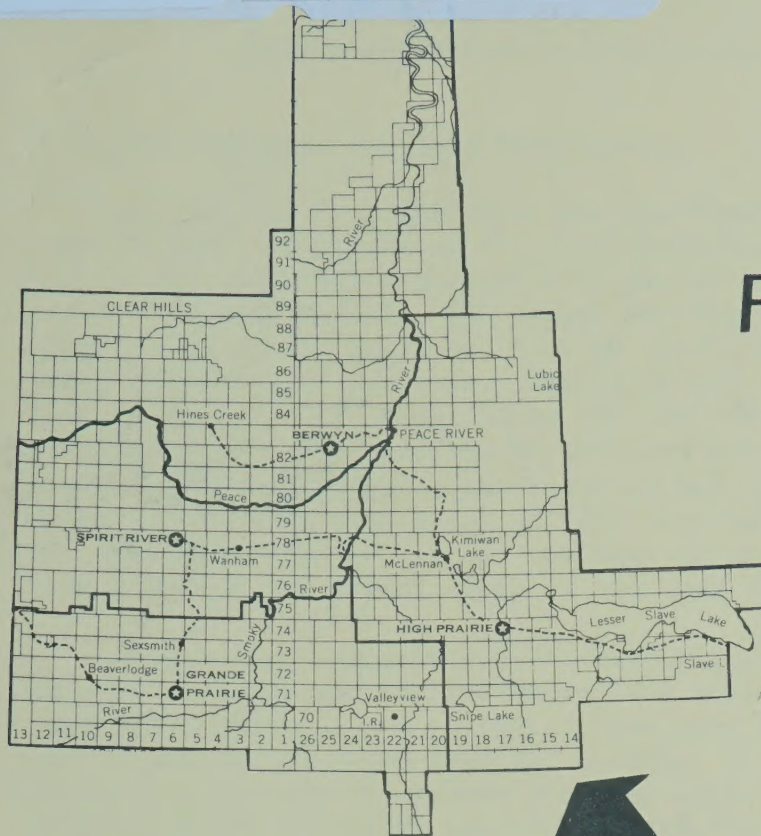 92
91
River
90
89
CLEAR HILLS
88
87
86
River
Lubic
Lake
85
Hines Creek
84
83
BERWYN
PEACE RIVER
82
81
Peace
80
79
SPIRIT RIVER
78
Kimiwan
Lake
Wanham
77
McLennan
76
River
75
Smoky
74
Lesser Slave Lake
HIGH PRAIRIE
Sexsmith
73
Slave L.
Beaverlodge
72
GRANDE
PRAIRIE
71
Valleyview
River
70
I.R.
Snipe Lake
13 12 11 10 9 8 7 6 5 4 3 2 1 26 25 24 23 22 21 20 19 18 17 16 15 14